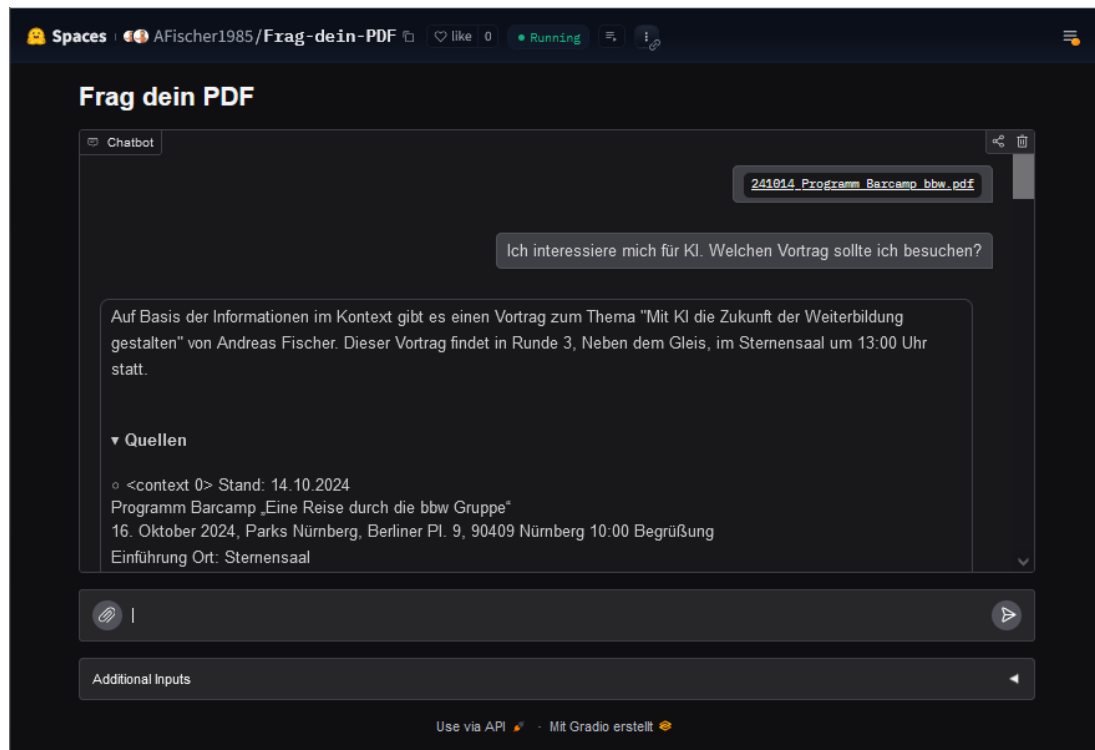 Spaces AFischer1985/Frag-dein-PDF like 0 Running
Frag dein PDF
Chatbot
241014_Programm_Barcamp_bbw.pdf
Ich interessiere mich für KI. Welchen Vortrag sollte ich besuchen?
Auf Basis der Informationen im Kontext gibt es einen Vortrag zum Thema "Mit KI die Zukunft der Weiterbildung
gestalten" von Andreas Fischer. Dieser Vortrag findet in Runde 3, Neben dem Gleis, im Sternensaal um 13:00 Uhr
statt.
▾ Quellen
○ <context 0> Stand: 14.10.2024
Programm Barcamp „Eine Reise durch die bbw Gruppe“
16. Oktober 2024, Parks Nürnberg, Berliner Pl. 9, 90409 Nürnberg 10:00 Begrüßung
Einführung Ort: Sternensaal
Additional Inputs
Use via API · Mit Gradio erstellt